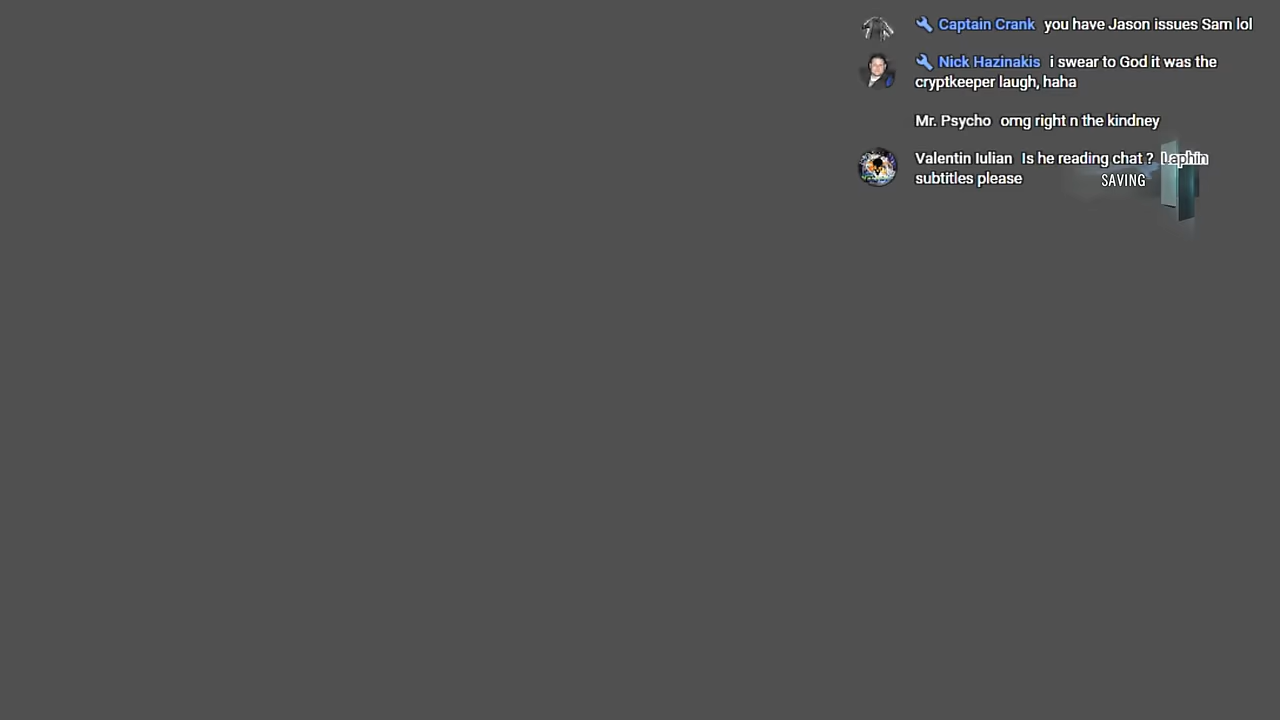 Captain Crank you have Jason issues Sam lol
Nick Hazinakis i swear to God it was the
cryptkeeper laugh, haha
Mr. Psycho omg right n the kindney
Valentin Iulian Is he reading chat ? Laphin
subtitles please
SAVING